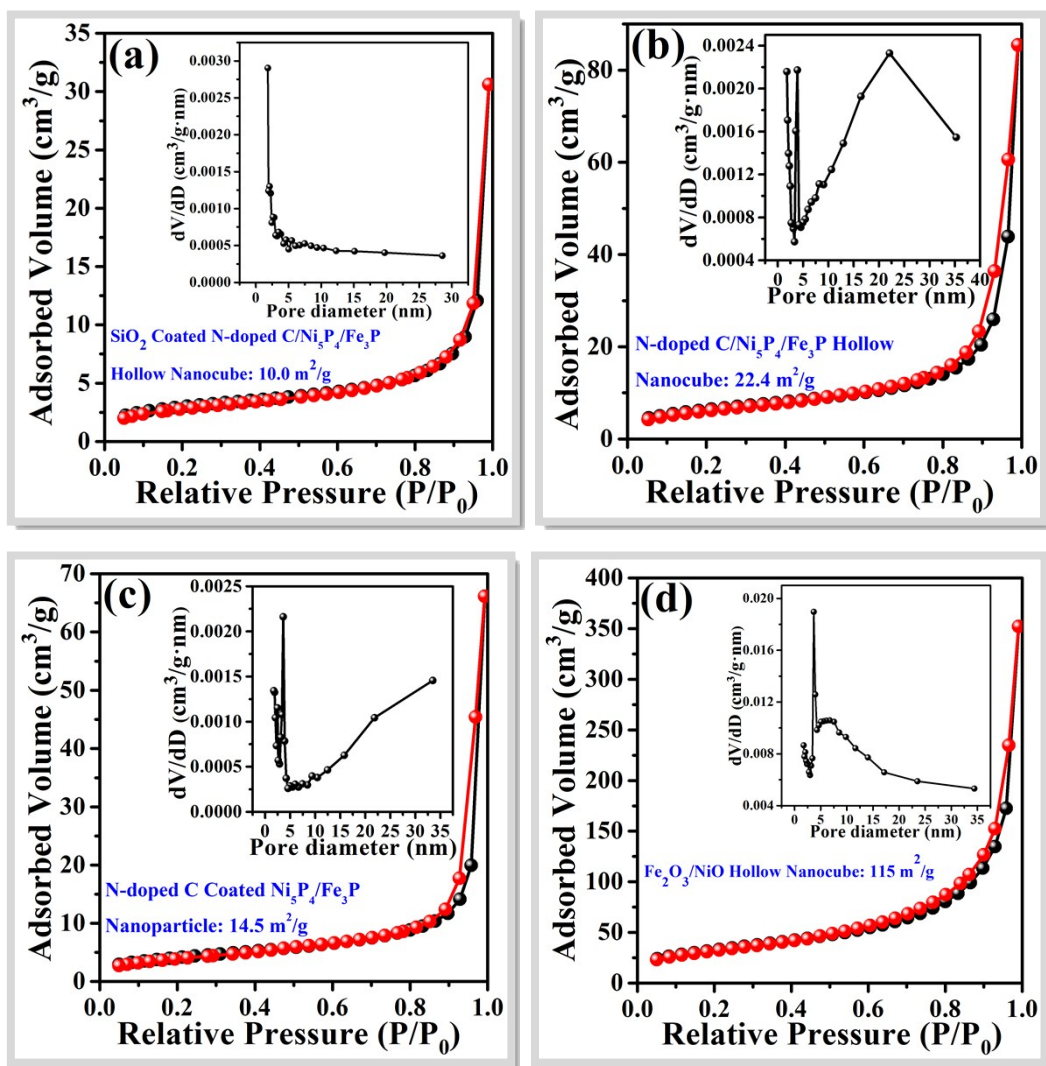 (a)
Adsorbed Volume (cm³/g)
35
30
25
20
15
10
5
0
0.0 0.2 0.4 0.6 0.8 1.0
Relative Pressure (P/P₀)
dV/dD (cm³/g·nm)
0.0030
0.0025
0.0020
0.0015
0.0010
0.0005
0.0000
0 5 10 15 20 25 30
Pore diameter (nm)
SiO₂ Coated N-doped C/Ni₅P₄/Fe₃P
Hollow Nanocube: 10.0 m²/g
(b)
Adsorbed Volume (cm³/g)
80
60
40
20
0
0.0 0.2 0.4 0.6 0.8 1.0
Relative Pressure (P/P₀)
dV/dD (cm³/g·nm)
0.0024
0.0020
0.0016
0.0012
0.0008
0.0004
0 5 10 15 20 25 30 35 40
Pore diameter (nm)
N-doped C/Ni₅P₄/Fe₃P Hollow
Nanocube: 22.4 m²/g
(c)
Adsorbed Volume (cm³/g)
70
60
50
40
30
20
10
0
0.0 0.2 0.4 0.6 0.8 1.0
Relative Pressure (P/P₀)
dV/dD (cm³/g·nm)
0.0025
0.0020
0.0015
0.0010
0.0005
0.0000
0 5 10 15 20 25 30 35
Pore diameter (nm)
N-doped C Coated Ni₅P₄/Fe₃P
Nanoparticle: 14.5 m²/g
(d)
Adsorbed Volume (cm³/g)
400
350
300
250
200
150
100
50
0
0.0 0.2 0.4 0.6 0.8 1.0
Relative Pressure (P/P₀)
dV/dD (cm³/g·nm)
0.020
0.016
0.012
0.008
0.004
0 5 10 15 20 25 30 35
Pore diameter (nm)
Fe₂O₃/NiO Hollow Nanocube: 115 m²/g